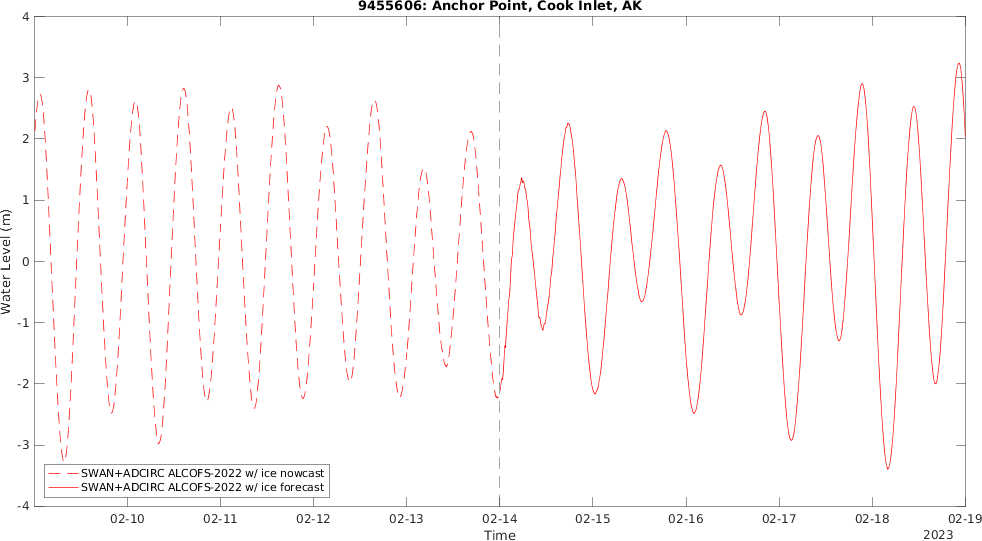 9455606: Anchor Point, Cook Inlet, AK
4
3
2
1
0
-1
-2
-3
-4
Water Level (m)
SWAN+ADCIRC ALCOFS-2022 w/ ice nowcast
SWAN+ADCIRC ALCOFS-2022 w/ ice forecast
02-10 02-11 02-12 02-13 02-14 02-15 02-16 02-17 02-18 02-19
Time
2023